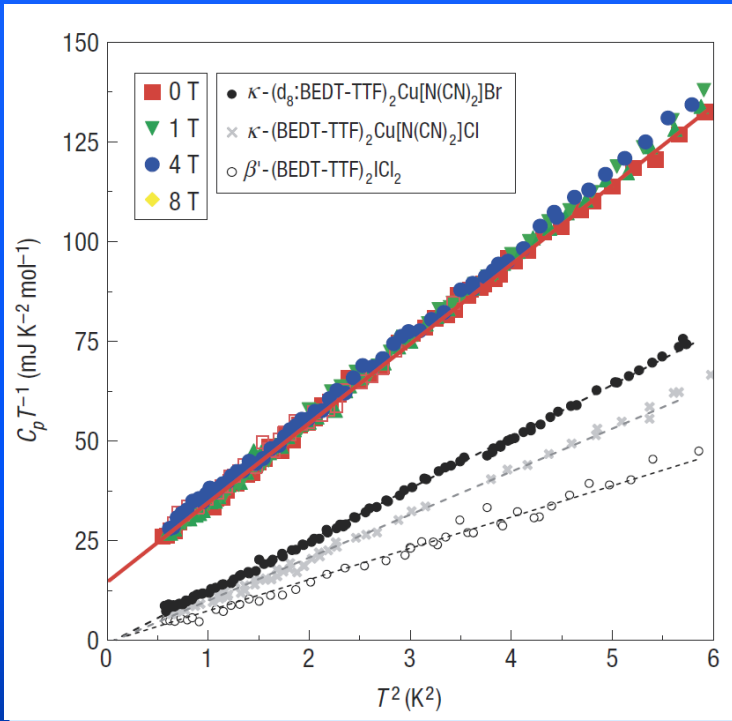 150
125
100
75
50
25
0
C_p T⁻¹ (mJ K⁻² mol⁻¹)
0 T
1 T
4 T
8 T
κ-(d₈:BEDT-TTF)₂Cu[N(CN)₂]Br
κ-(BEDT-TTF)₂Cu[N(CN)₂]Cl
β'-(BEDT-TTF)₂ICl₂
0 1 2 3 4 5 6
T² (K²)